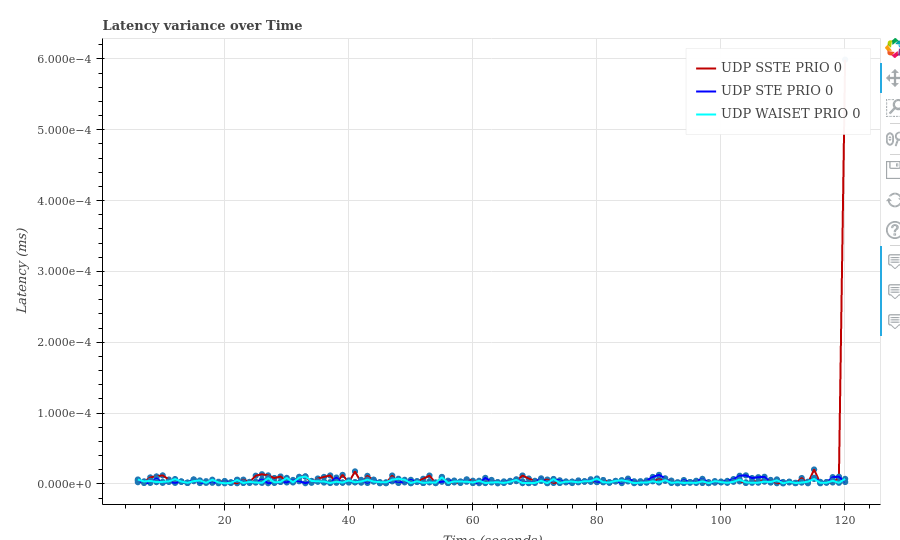 Latency variance over Time
6.000e−4
5.000e−4
4.000e−4
3.000e−4
2.000e−4
1.000e−4
0.000e+0
Latency (ms)
UDP SSTE PRIO 0
UDP STE PRIO 0
UDP WAISET PRIO 0
20
40
60
80
100
120
Time (seconds)